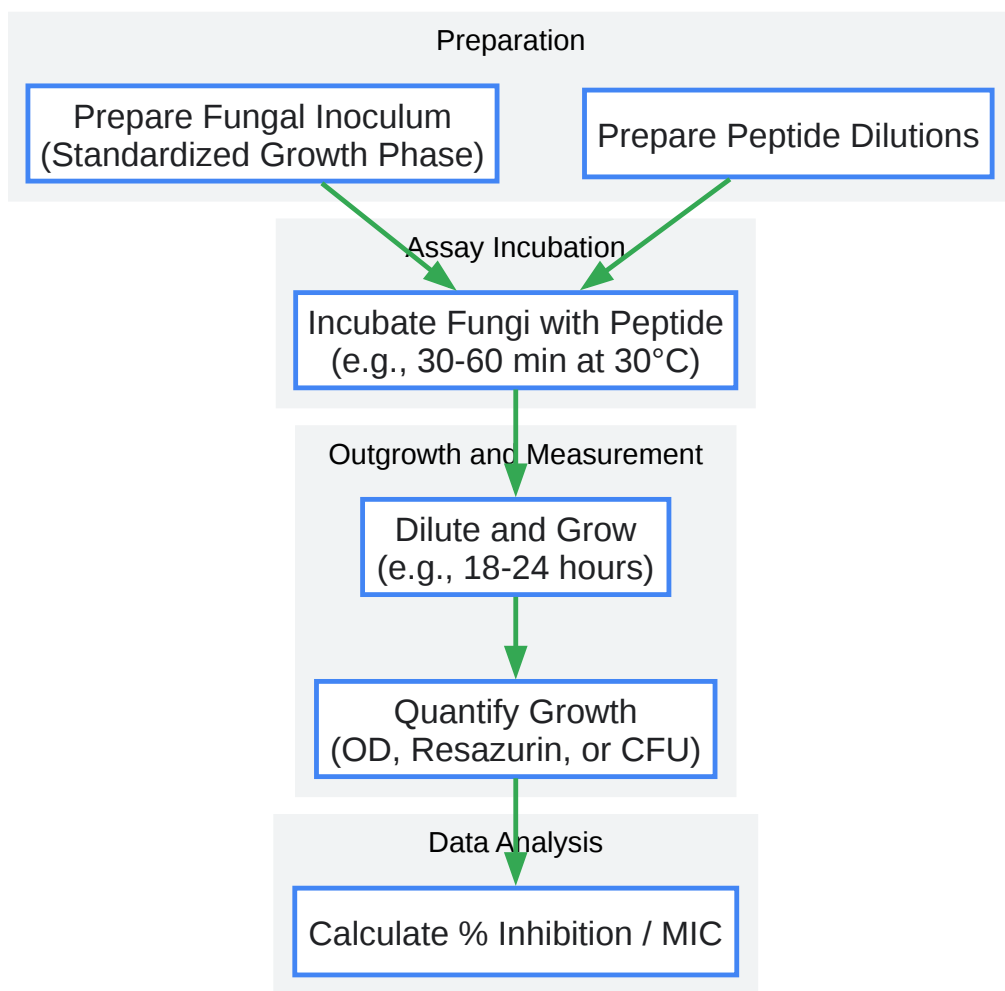 Preparation
Prepare Fungal Inoculum
(Standardized Growth Phase)
Prepare Peptide Dilutions
Assay Incubation
Incubate Fungi with Peptide
(e.g., 30-60 min at 30°C)
Outgrowth and Measurement
Dilute and Grow
(e.g., 18-24 hours)
Quantify Growth
(OD, Resazurin, or CFU)
Data Analysis
Calculate % Inhibition / MIC